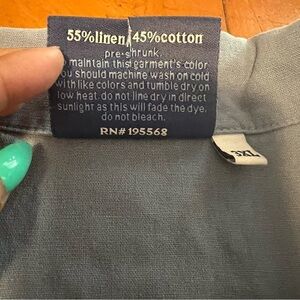 55%linen/45%cotton
pre-shrunk.
maintain this garment's color
you should machine wash on cold
with like colors and tumble dry on
low heat. do not line dry in direct
sunlight as this will fade the dye.
do not bleach.
RN# 195568
3XL